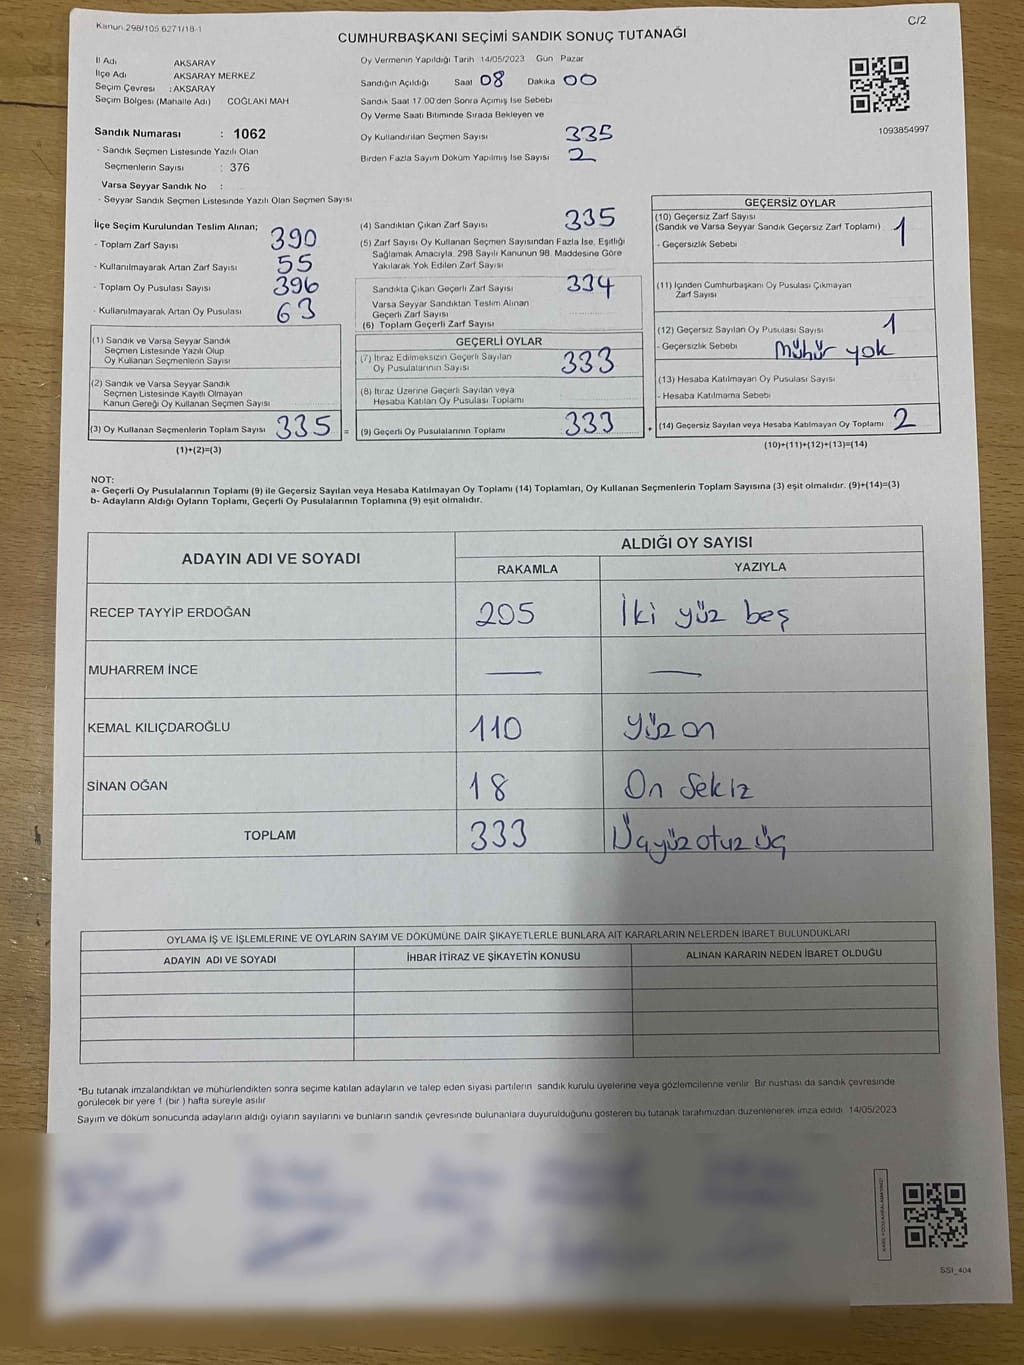 Kanun 298/105 6271/18-1
C/2
CUMHURBAŞKANI SEÇİMİ SANDIK SONUÇ TUTANAĞI
İl Adı AKSARAY
İlçe Adı AKSARAY MERKEZ
Seçim Çevresi : AKSARAY
Seçim Bölgesi (Mahalle Adı) COĞLAKİ MAH
Sandık Numarası : 1062
- Sandık Seçmen Listesinde Yazılı Olan
Seçmenlerin Sayısı : 376
Varsa Seyyar Sandık No :
- Seyyar Sandık Seçmen Listesinde Yazılı Olan Seçmen Sayısı
Oy Vermenin Yapıldığı Tarih 14/05/2023 Gün Pazar
Sandığın Açıldığı Saat 08 Dakika 00
Sandık Saat 17.00'den Sonra Açımış İse Sebebi
Oy Verme Saati Bitiminde Sırada Bekleyen ve
Oy Kullandırılan Seçmen Sayısı 335
Birden Fazla Sayım Döküm Yapılmış İse Sayısı 2
1093854997
İlçe Seçim Kurulundan Teslim Alınan;
- Toplam Zarf Sayısı 390
- Kullanılmayarak Artan Zarf Sayısı 55
- Toplam Oy Pusulası Sayısı 396
- Kullanılmayarak Artan Oy Pusulası 63
(1) Sandık ve Varsa Seyyar Sandık
Seçmen Listesinde Yazılı Olup
Oy Kullanan Seçmenlerin Sayısı
(2) Sandık ve Varsa Seyyar Sandık
Seçmen Listesinde Kayıtlı Olmayan
Kanun Gereği Oy Kullanan Seçmen Sayısı
(3) Oy Kullanan Seçmenlerin Toplam Sayısı 335 =
(1)+(2)=(3)
(4) Sandıktan Çıkan Zarf Sayısı 335
(5) Zarf Sayısı Oy Kullanan Seçmen Sayısından Fazla İse, Eşitliği
Sağlamak Amacıyla, 298 Sayılı Kanunun 98. Maddesine Göre
Yakılarak Yok Edilen Zarf Sayısı
Sandıkta Çıkan Geçerli Zarf Sayısı 334
Varsa Seyyar Sandıktan Teslim Alınan
Geçerli Zarf Sayısı
(6) Toplam Geçerli Zarf Sayısı
GEÇERLİ OYLAR
(7) İtiraz Edilmeksizin Geçerli Sayılan
Oy Pusulalarının Sayısı 333
(8) İtiraz Üzerine Geçerli Sayılan veya
Hesaba Katılan Oy Pusulası Toplamı
(9) Geçerli Oy Pusulalarının Toplamı 333 +
GEÇERSİZ OYLAR
(10) Geçersiz Zarf Sayısı
(Sandık ve Varsa Seyyar Sandık Geçersiz Zarf Toplamı) 1
- Geçersizlik Sebebi
(11) İçinden Cumhurbaşkanı Oy Pusulası Çıkmayan
Zarf Sayısı
(12) Geçersiz Sayılan Oy Pusulası Sayısı 1
- Geçersizlik Sebebi mühür yok
(13) Hesaba Katılmayan Oy Pusulası Sayısı
- Hesaba Katılmama Sebebi
(14) Geçersiz Sayılan veya Hesaba Katılmayan Oy Toplamı 2
(10)+(11)+(12)+(13)=(14)
NOT:
a- Geçerli Oy Pusulalarının Toplamı (9) ile Geçersiz Sayılan veya Hesaba Katılmayan Oy Toplamı (14) Toplamları, Oy Kullanan Seçmenlerin Toplam Sayısına (3) eşit olmalıdır. (9)+(14)=(3)
b- Adayların Aldığı Oyların Toplamı, Geçerli Oy Pusulalarının Toplamına (9) eşit olmalıdır.
ADAYIN ADI VE SOYADI ALDIĞI OY SAYISI
RAKAMLA YAZIYLA
RECEP TAYYİP ERDOĞAN 205 İki yüz beş
MUHARREM İNCE — —
KEMAL KILIÇDAROĞLU 110 yüz on
SİNAN OĞAN 18 On sekiz
TOPLAM 333 Üçyüz otuz üç
OYLAMA İŞ VE İŞLEMLERİNE VE OYLARIN SAYIM VE DÖKÜMÜNE DAİR ŞİKAYETLERLE BUNLARA AİT KARARLARIN NELERDEN İBARET BULUNDUKLARI
ADAYIN ADI VE SOYADI İHBAR İTİRAZ VE ŞİKAYETİN KONUSU ALINAN KARARIN NEDEN İBARET OLDUĞU
*Bu tutanak imzalandıktan ve mühürlendikten sonra seçime katılan adayların ve talep eden siyasi partilerin sandık kurulu üyelerine veya gözlemcilerine verilir. Bir nushası da sandık çevresinde
görülecek bir yere 1 (bir) hafta süreyle asılır
Sayım ve döküm sonucunda adayların aldığı oyların sayılarını ve bunların sandık çevresinde bulunanlara duyurulduğunu gösteren bu tutanak tarafımızdan düzenlenerek imza edildi 14/05/2023
SSI_404